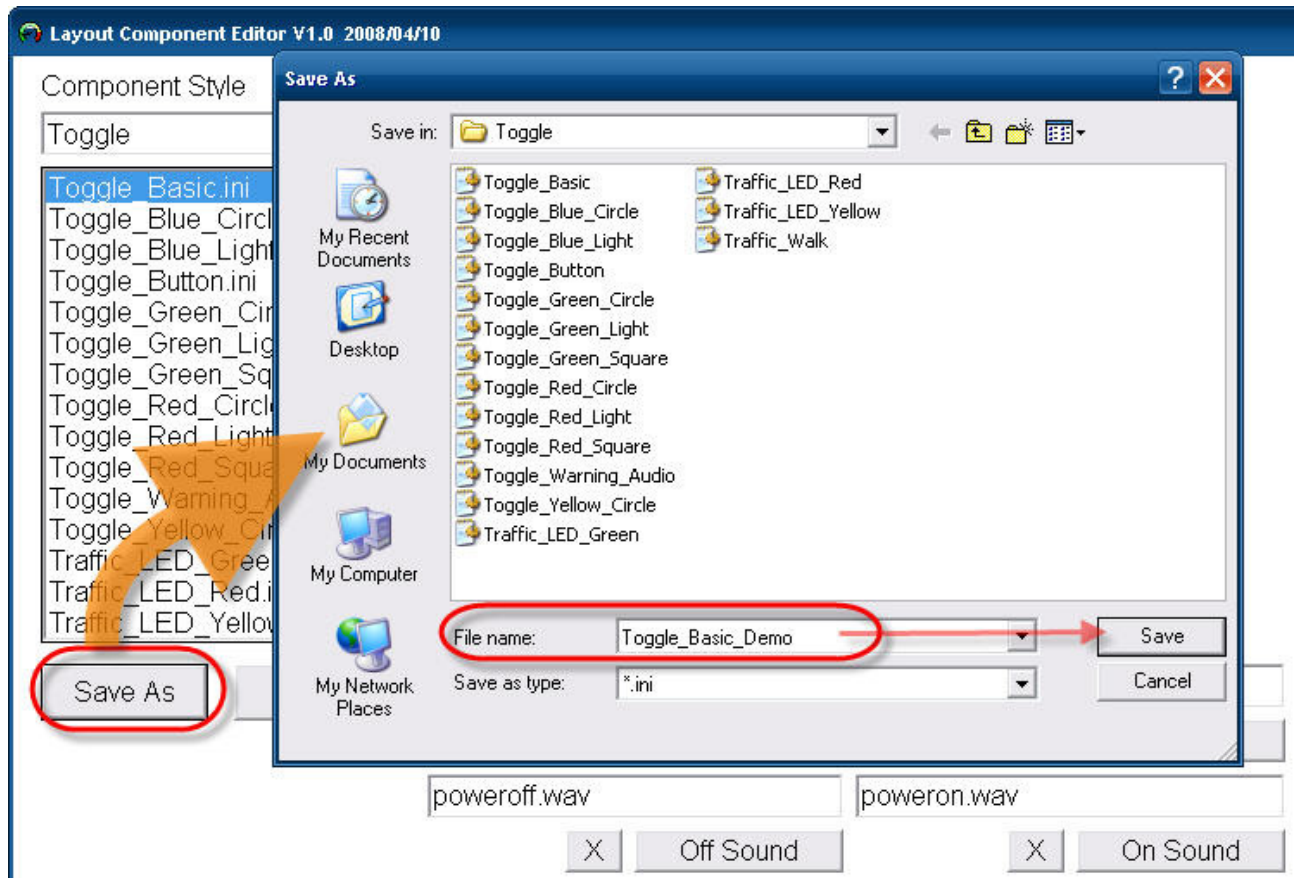 Layout Component Editor V1.0 2008/04/10
Component Style
Toggle
Toggle_Basic.ini
Toggle_Blue_Circl
Toggle_Blue_Light
Toggle_Button.ini
Toggle_Green_Cir
Toggle_Green_Lig
Toggle_Green_Sq
Toggle_Red_Circle
Toggle_Red_Light
Toggle_Red_Squa
Toggle_Warning_A
Toggle_Yellow_Cir
Traffic_LED_Gree
Traffic_LED_Red.i
Traffic_LED_Yellow
Save As
Save As
Save in:
Toggle
My Recent
Documents
Desktop
My Documents
My Computer
My Network
Places
Toggle_Basic
Toggle_Blue_Circle
Toggle_Blue_Light
Toggle_Button
Toggle_Green_Circle
Toggle_Green_Light
Toggle_Green_Square
Toggle_Red_Circle
Toggle_Red_Light
Toggle_Red_Square
Toggle_Warning_Audio
Toggle_Yellow_Circle
Traffic_LED_Green
Traffic_LED_Red
Traffic_LED_Yellow
Traffic_Walk
File name:
Toggle_Basic_Demo
Save
Save as type:
*.ini
Cancel
poweroff.wav
poweron.wav
X
Off Sound
X
On Sound